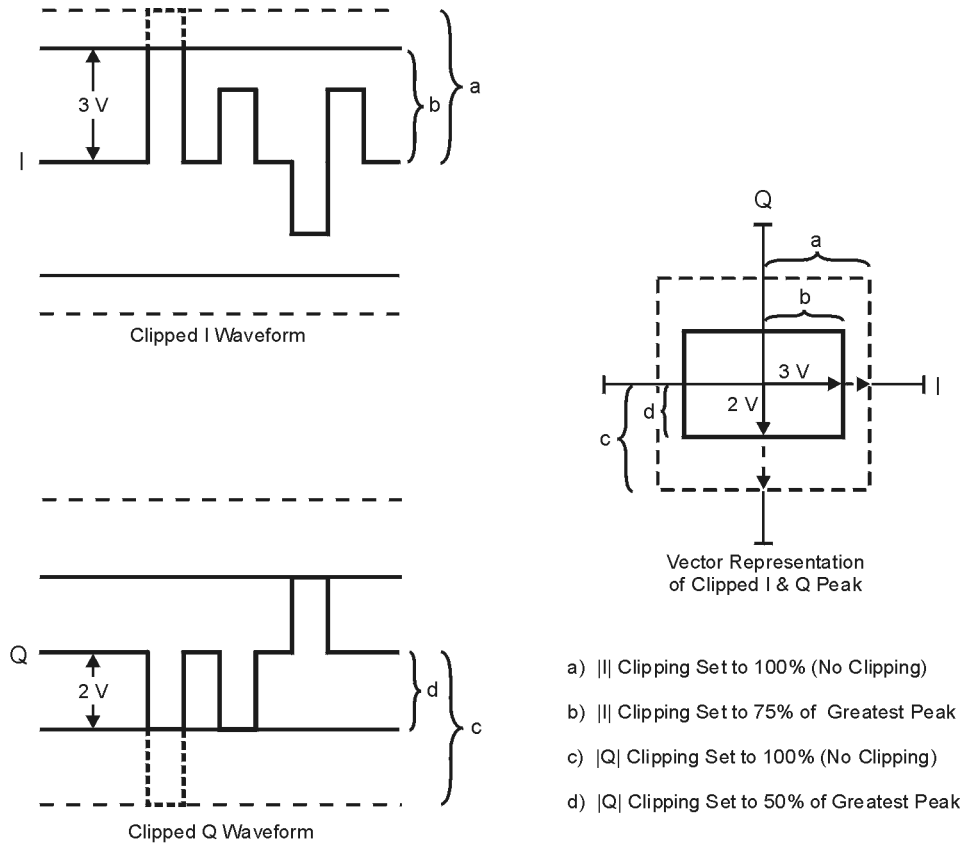 3 V
b
a
I
Clipped I Waveform
Q
a
b
3 V
I
2 V
d
c
Vector Representation
of Clipped I & Q Peak
Q
2 V
d
c
Clipped Q Waveform
a) |I| Clipping Set to 100% (No Clipping)
b) |I| Clipping Set to 75% of Greatest Peak
c) |Q| Clipping Set to 100% (No Clipping)
d) |Q| Clipping Set to 50% of Greatest Peak